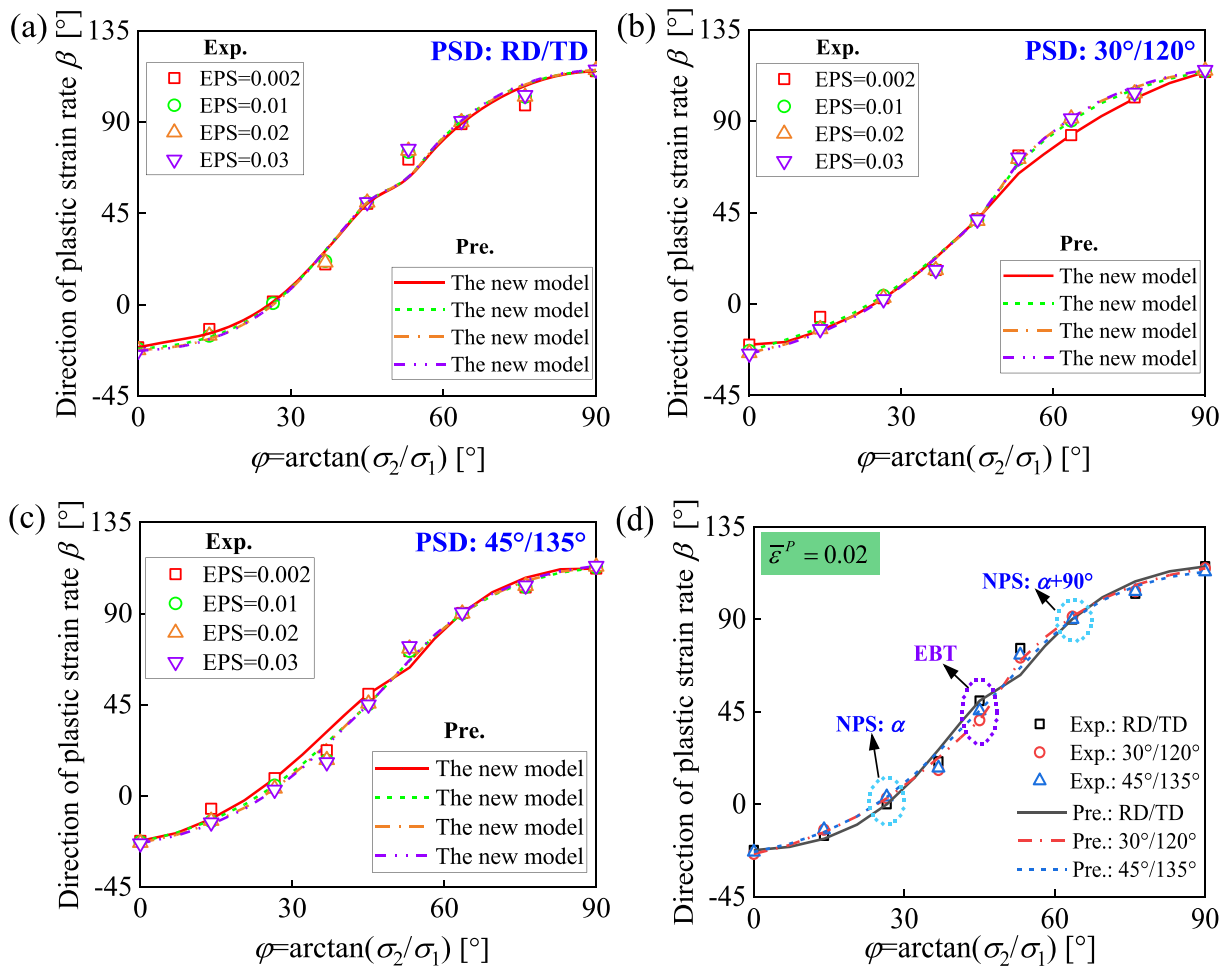 (a)
Direction of plastic strain rate β [°]
135
90
45
0
-45
PSD: RD/TD
Exp.
EPS=0.002
EPS=0.01
EPS=0.02
EPS=0.03
Pre.
The new model
The new model
The new model
The new model
0
30
60
90
φ=arctan(σ₂/σ₁) [°]
(b)
Direction of plastic strain rate β [°]
135
90
45
0
-45
PSD: 30°/120°
Exp.
EPS=0.002
EPS=0.01
EPS=0.02
EPS=0.03
Pre.
The new model
The new model
The new model
The new model
0
30
60
90
φ=arctan(σ₂/σ₁) [°]
(c)
Direction of plastic strain rate β [°]
135
90
45
0
-45
PSD: 45°/135°
Exp.
EPS=0.002
EPS=0.01
EPS=0.02
EPS=0.03
Pre.
The new model
The new model
The new model
The new model
0
30
60
90
φ=arctan(σ₂/σ₁) [°]
(d)
Direction of plastic strain rate β [°]
135
90
45
0
-45
ε̅ᴾ = 0.02
NPS: α+90°
EBT
NPS: α
Exp.: RD/TD
Exp.: 30°/120°
Exp.: 45°/135°
Pre.: RD/TD
Pre.: 30°/120°
Pre.: 45°/135°
0
30
60
90
φ=arctan(σ₂/σ₁) [°]